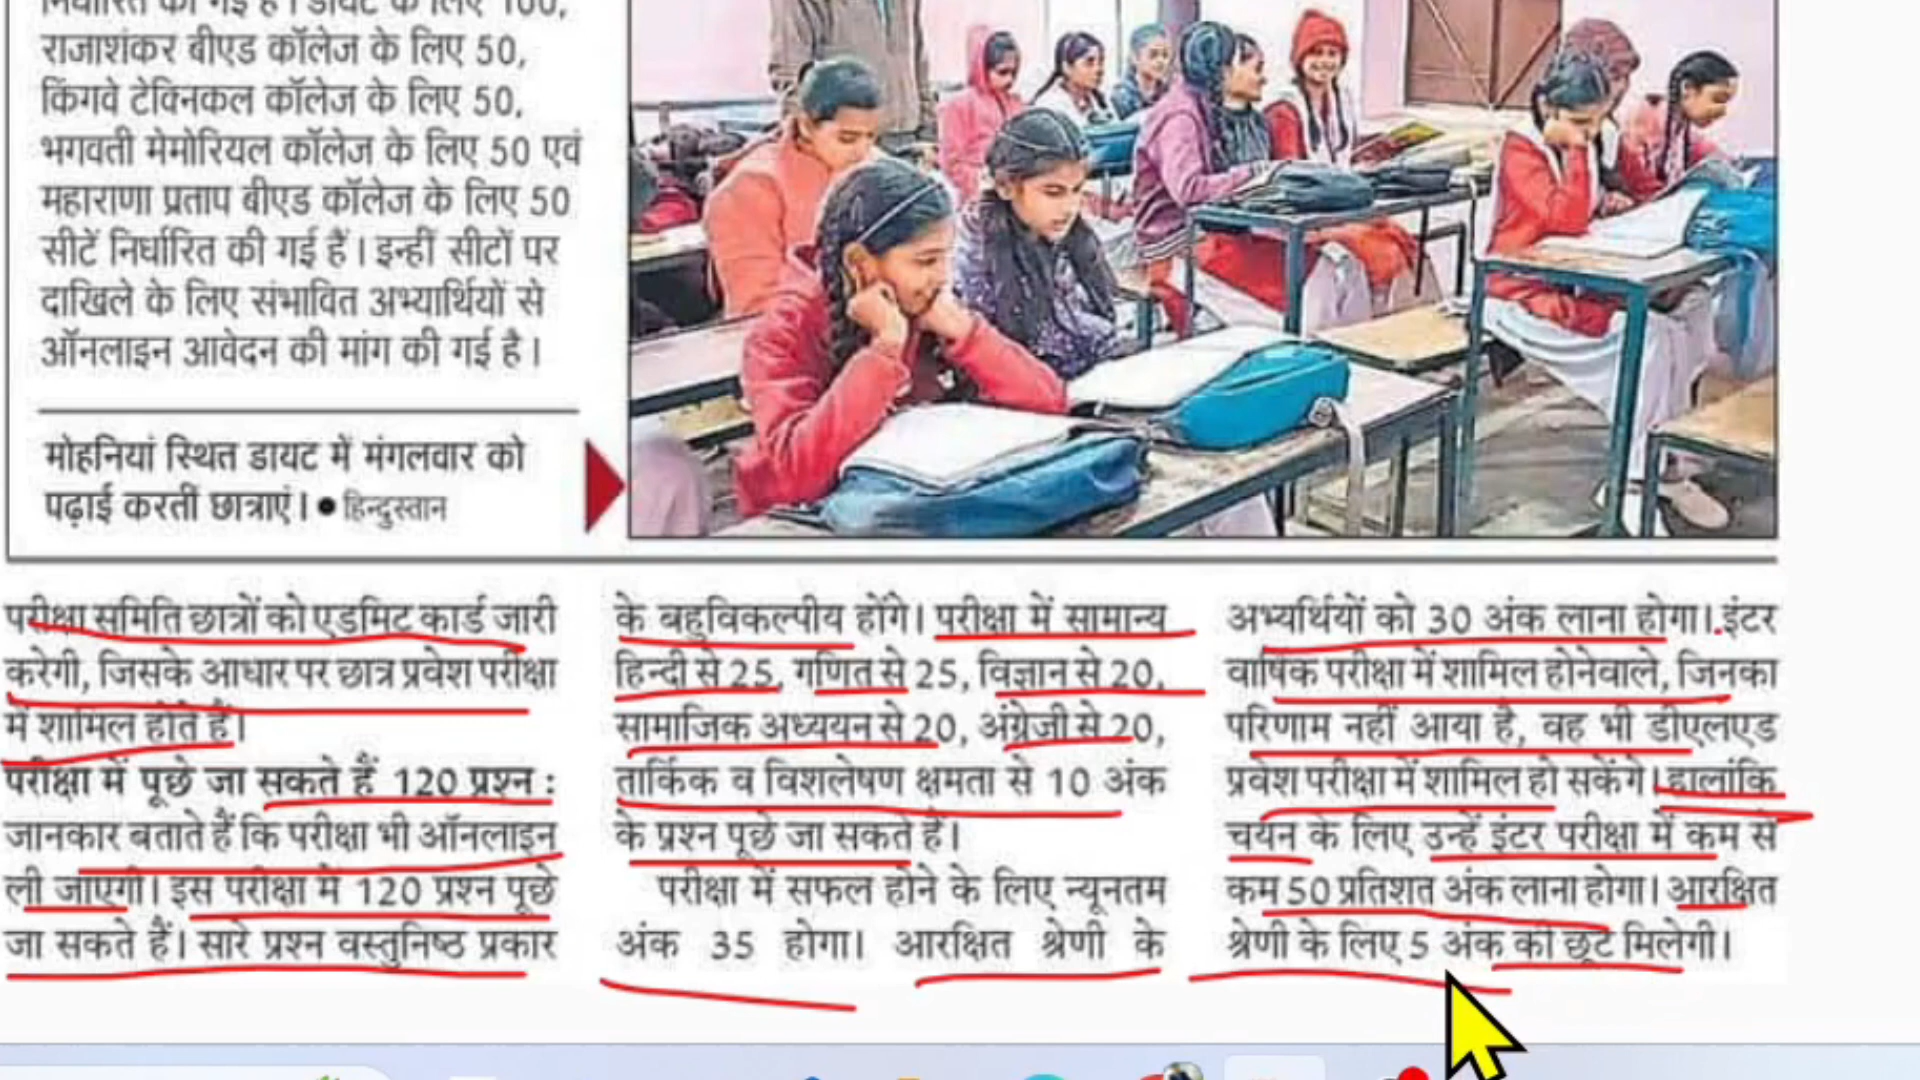 निर्धारित की गई हैं। डायट के लिए 100,
राजाशंकर बीएड कॉलेज के लिए 50,
किंगवे टेक्निकल कॉलेज के लिए 50,
भगवती मेमोरियल कॉलेज के लिए 50 एवं
महाराणा प्रताप बीएड कॉलेज के लिए 50
सीटें निर्धारित की गई हैं। इन्हीं सीटों पर
दाखिले के लिए संभावित अभ्यार्थियों से
ऑनलाइन आवेदन की मांग की गई है।
मोहनियां स्थित डायट में मंगलवार को
पढ़ाई करतीं छात्राएं। ● हिन्दुस्तान
परीक्षा समिति छात्रों को एडमिट कार्ड जारी
करेगी, जिसके आधार पर छात्र प्रवेश परीक्षा
में शामिल होते हैं।
परीक्षा में पूछे जा सकते हैं 120 प्रश्न :
जानकार बताते हैं कि परीक्षा भी ऑनलाइन
ली जाएगी। इस परीक्षा में 120 प्रश्न पूछे
जा सकते हैं। सारे प्रश्न वस्तुनिष्ठ प्रकार
के बहुविकल्पीय होंगे। परीक्षा में सामान्य
हिन्दी से 25, गणित से 25, विज्ञान से 20,
सामाजिक अध्ययन से 20, अंग्रेजी से 20,
तार्किक व विशलेषण क्षमता से 10 अंक
के प्रश्न पूछे जा सकते हैं।
परीक्षा में सफल होने के लिए न्यूनतम
अंक 35 होगा। आरक्षित श्रेणी के
अभ्यर्थियों को 30 अंक लाना होगा। इंटर
वार्षिक परीक्षा में शामिल होनेवाले, जिनका
परिणाम नहीं आया है, वह भी डीएलएड
प्रवेश परीक्षा में शामिल हो सकेंगे। हालांकि
चयन के लिए उन्हें इंटर परीक्षा में कम से
कम 50 प्रतिशत अंक लाना होगा। आरक्षित
श्रेणी के लिए 5 अंक की छूट मिलेगी।